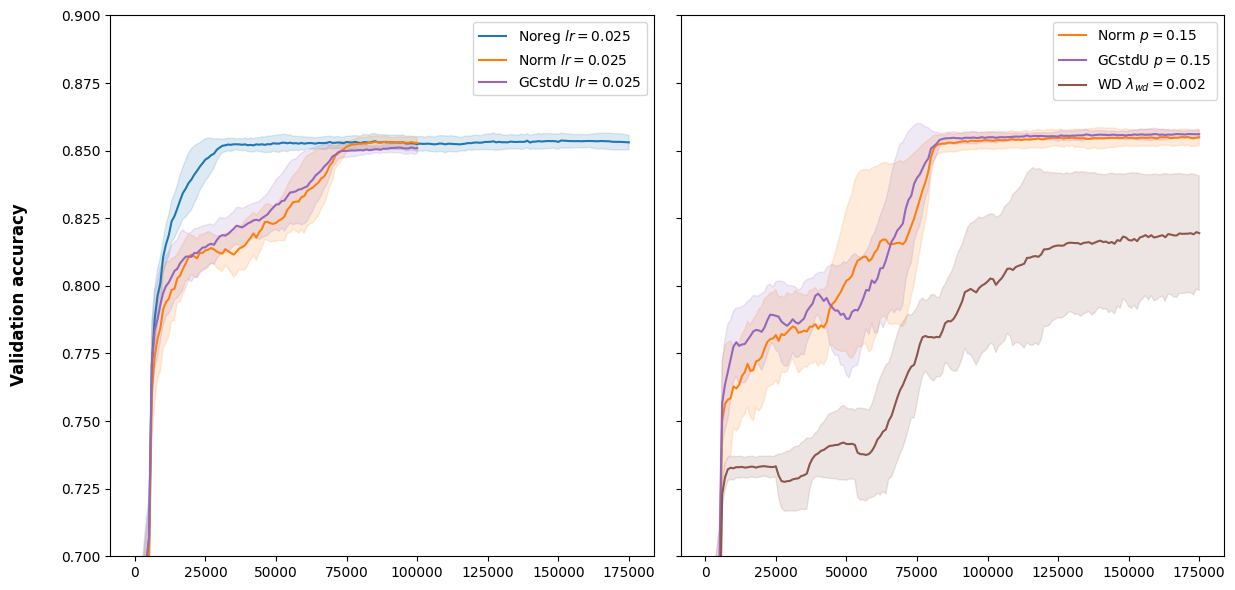 Validation accuracy
0.900
0.875
0.850
0.825
0.800
0.775
0.750
0.725
0.700
Noreg lr = 0.025
Norm lr = 0.025
GCstdU lr = 0.025
0 25000 50000 75000 100000 125000 150000 175000
Norm p = 0.15
GCstdU p = 0.15
WD λwd = 0.002
0 25000 50000 75000 100000 125000 150000 175000